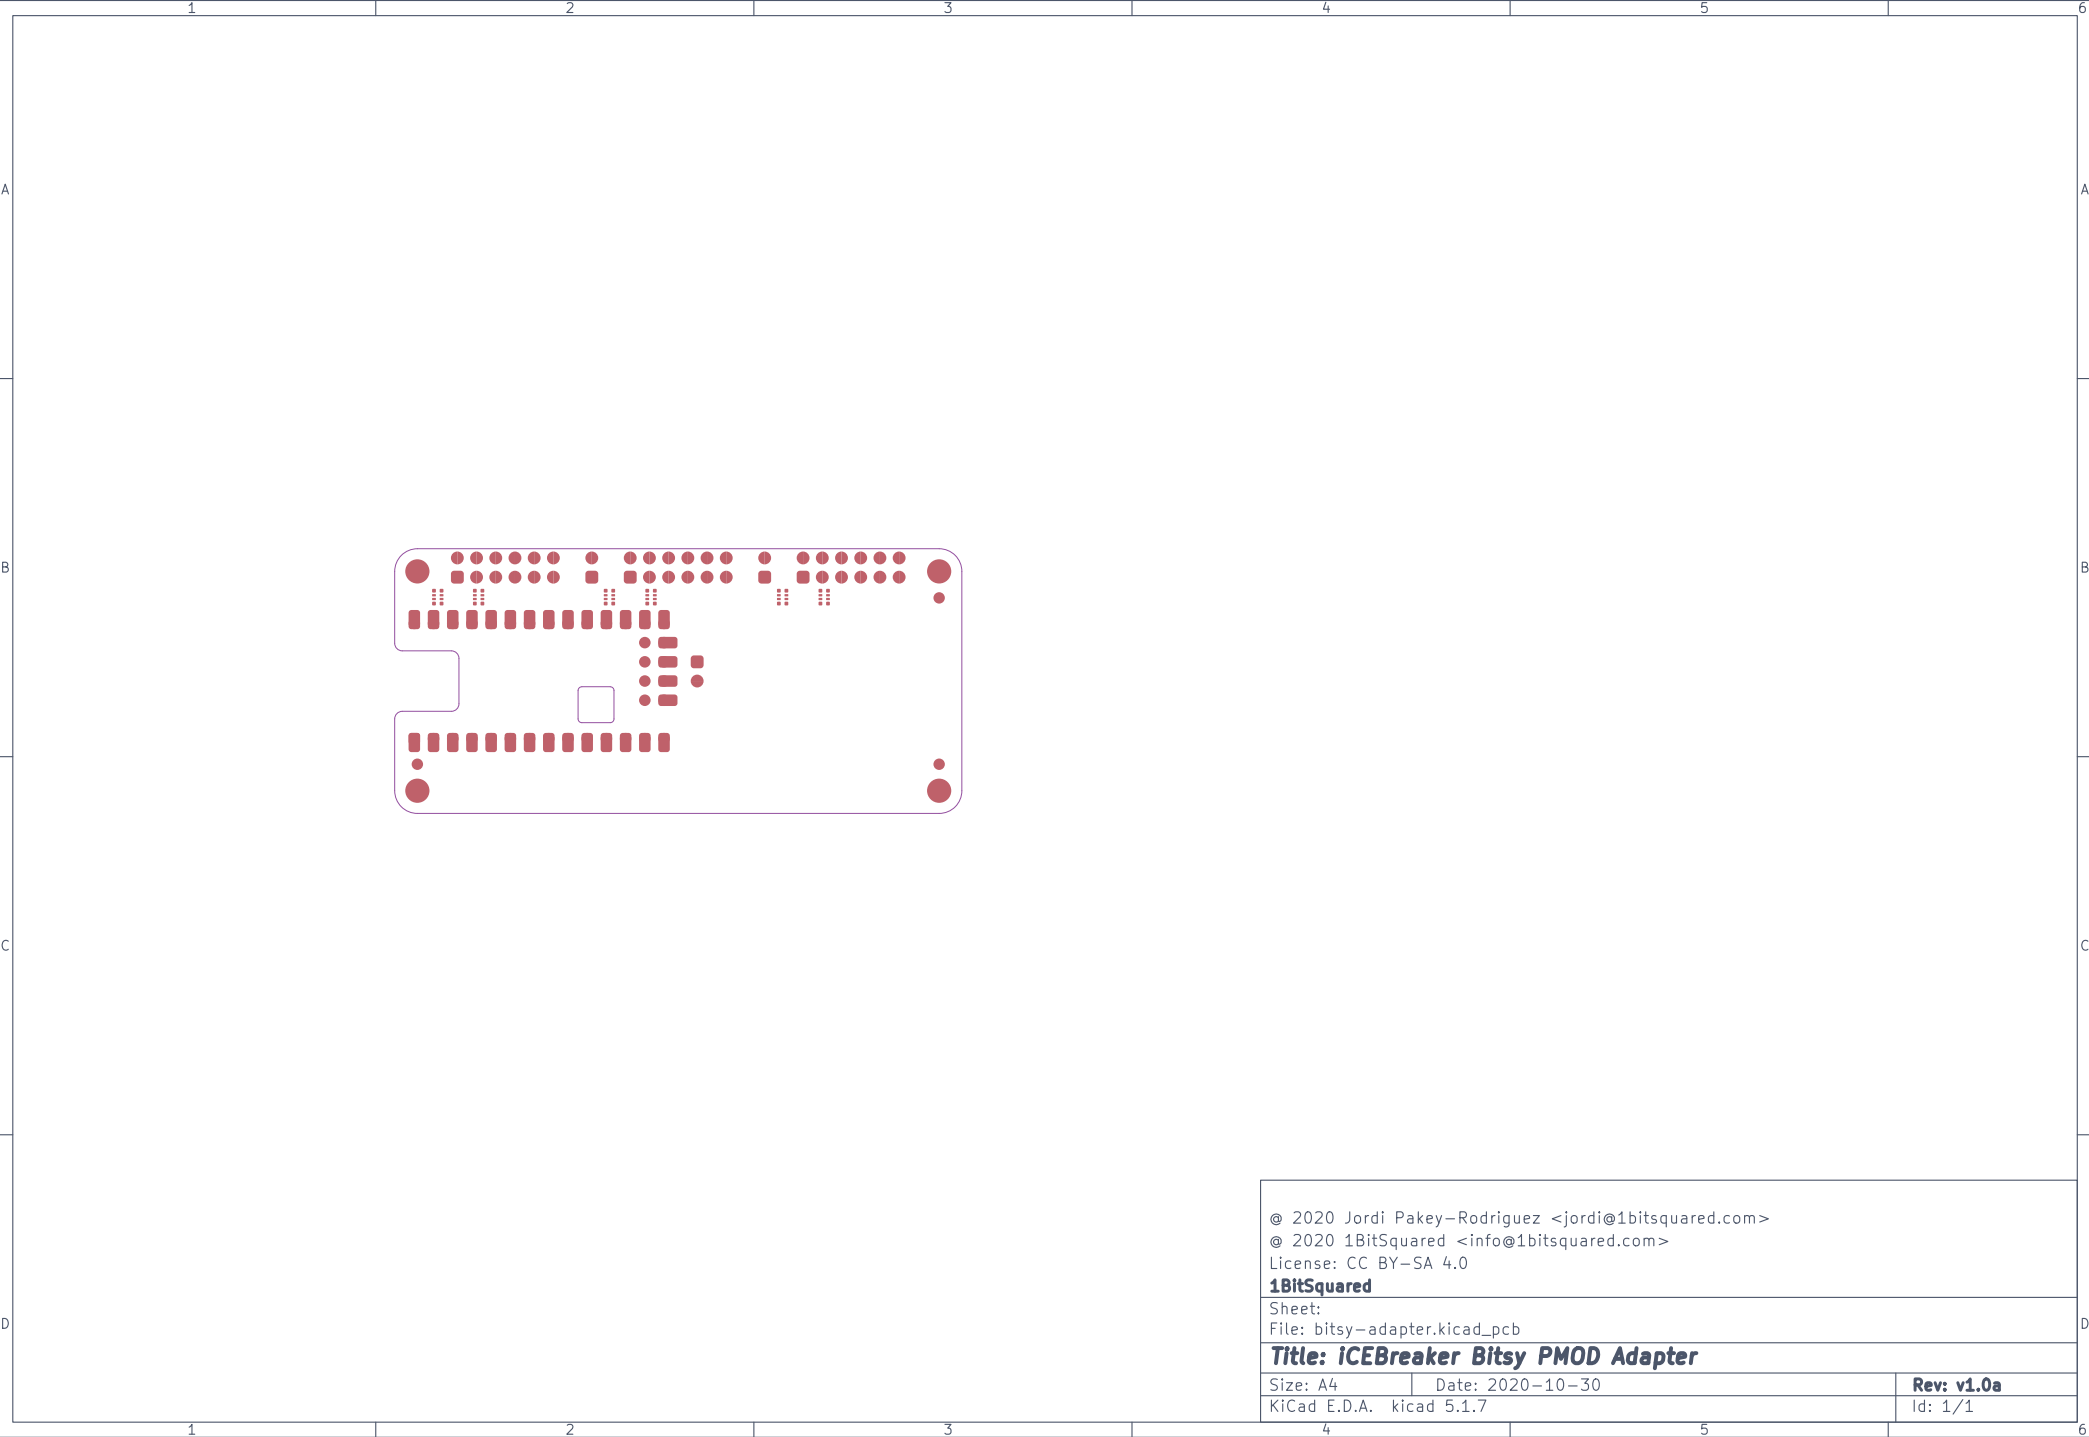 1 2 3 4 5 6
A A
B B
C C
@ 2020 Jordi Pakey-Rodriguez <jordi@1bitsquared.com>
@ 2020 1BitSquared <info@1bitsquared.com>
License: CC BY-SA 4.0
1BitSquared
Sheet:
D D
File: bitsy-adapter.kicad_pcb
Title: iCEBreaker Bitsy PMOD Adapter
Size: A4 Date: 2020-10-30 Rev: v1.0a
KiCad E.D.A. kicad 5.1.7 Id: 1/1
1 2 3 4 5 6